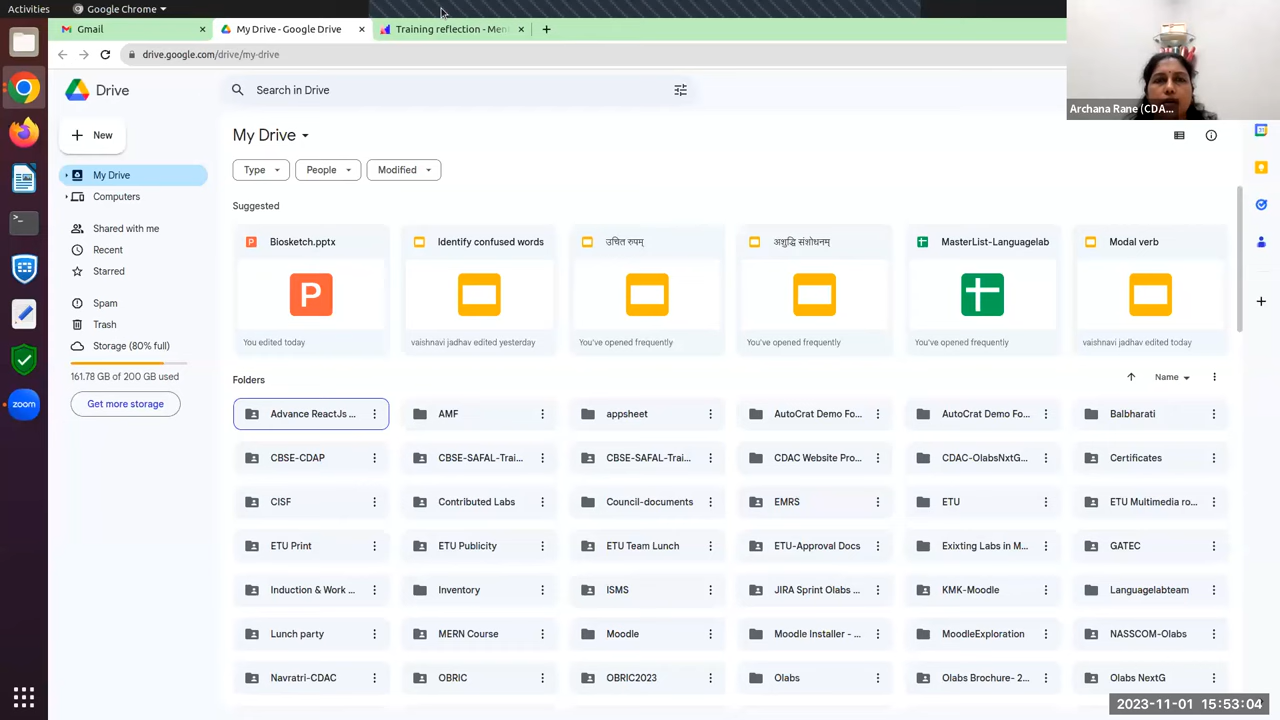 Activities
Google Chrome
Gmail
My Drive - Google Drive
Training reflection - Men
drive.google.com/drive/my-drive
Archana Rane (CDA...
Drive
Search in Drive
New
My Drive
Type
People
Modified
My Drive
Computers
Shared with me
Recent
Starred
Spam
Trash
Storage (80% full)
161.78 GB of 200 GB used
Get more storage
Suggested
Biosketch.pptx
Identify confused words
उचित रुपम्
अशुद्धि संशोधनम्
MasterList-Languagelab
Modal verb
P
You edited today
vaishnavi jadhav edited yesterday
You've opened frequently
You've opened frequently
You've opened frequently
vaishnavi jadhav edited today
Folders
Name
Advance ReactJs ...
AMF
appsheet
AutoCrat Demo Fo...
AutoCrat Demo Fo...
Balbharati
CBSE-CDAP
CBSE-SAFAL-Trai...
CBSE-SAFAL-Trai...
CDAC Website Pro...
CDAC-OlabsNxtG...
Certificates
CISF
Contributed Labs
Council-documents
EMRS
ETU
ETU Multimedia ro...
ETU Print
ETU Publicity
ETU Team Lunch
ETU-Approval Docs
Exixting Labs in M...
GATEC
Induction & Work ...
Inventory
ISMS
JIRA Sprint Olabs ...
KMK-Moodle
Languagelabteam
Lunch party
MERN Course
Moodle
Moodle Installer - ...
MoodleExploration
NASSCOM-Olabs
Navratri-CDAC
OBRIC
OBRIC2023
Olabs
Olabs Brochure- 2...
Olabs NextG
zoom
2023-11-01 15:53:04